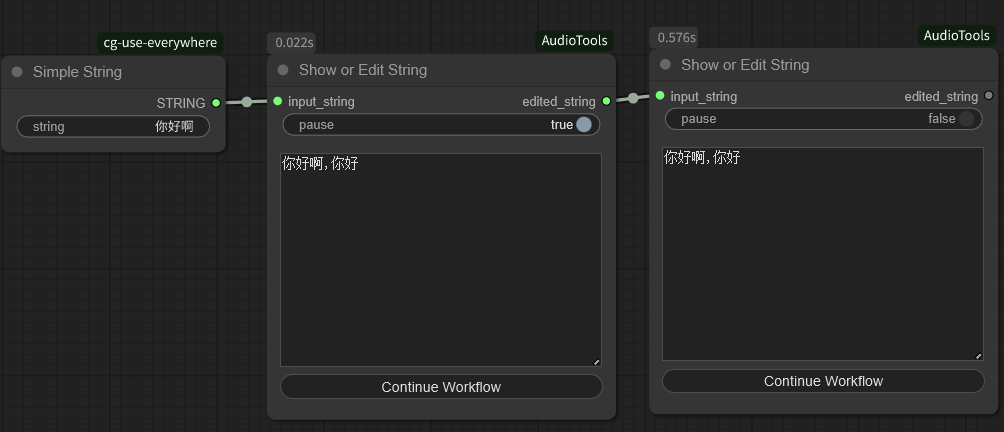 cg-use-everywhere
Simple String
STRING
string 你好啊
0.022s
AudioTools
Show or Edit String
input_string edited_string
pause true
你好啊,你好
Continue Workflow
0.576s
AudioTools
Show or Edit String
input_string edited_string
pause false
你好啊,你好
Continue Workflow